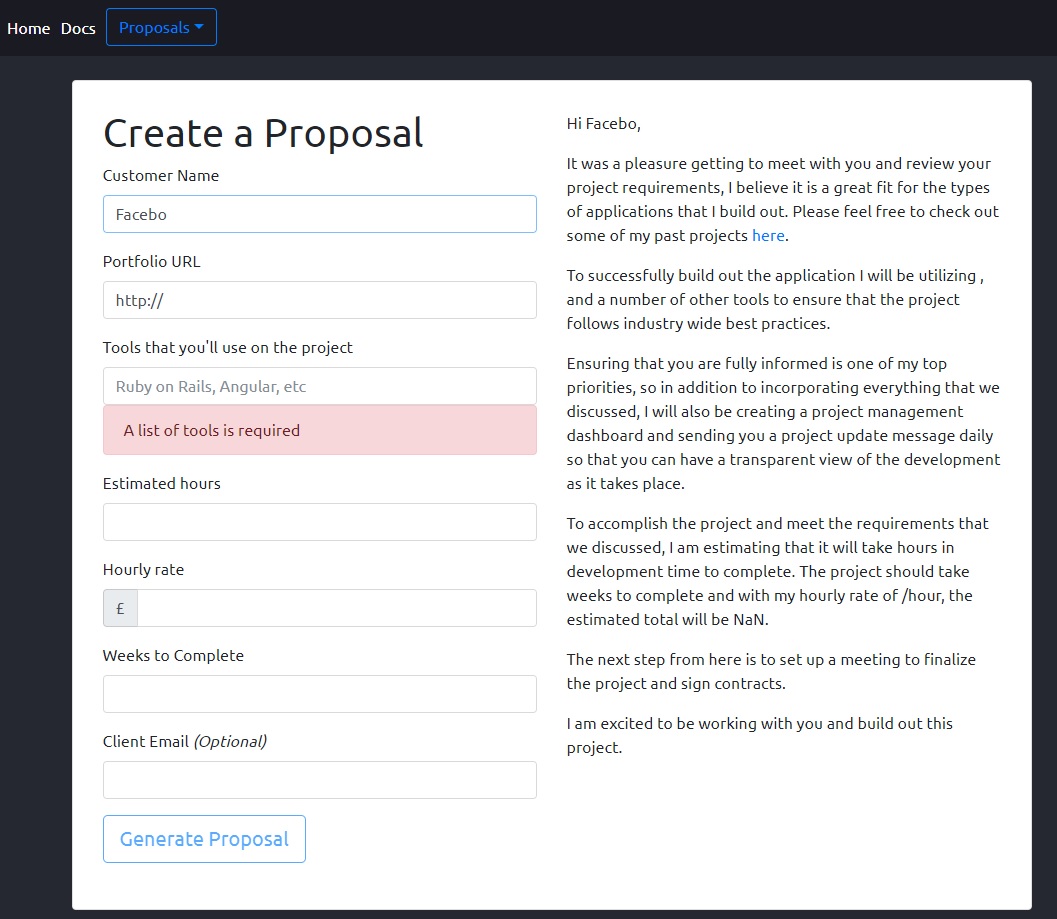 Home Docs Proposals
Create a Proposal
Customer Name
Facebo
Portfolio URL
http://
Tools that you'll use on the project
Ruby on Rails, Angular, etc
A list of tools is required
Estimated hours
Hourly rate
£
Weeks to Complete
Client Email (Optional)
Generate Proposal
Hi Facebo,
It was a pleasure getting to meet with you and review your
project requirements, I believe it is a great fit for the types
of applications that I build out. Please feel free to check out
some of my past projects here.
To successfully build out the application I will be utilizing ,
and a number of other tools to ensure that the project
follows industry wide best practices.
Ensuring that you are fully informed is one of my top
priorities, so in addition to incorporating everything that we
discussed, I will also be creating a project management
dashboard and sending you a project update message daily
so that you can have a transparent view of the development
as it takes place.
To accomplish the project and meet the requirements that
we discussed, I am estimating that it will take hours in
development time to complete. The project should take
weeks to complete and with my hourly rate of /hour, the
estimated total will be NaN.
The next step from here is to set up a meeting to finalize
the project and sign contracts.
I am excited to be working with you and build out this
project.